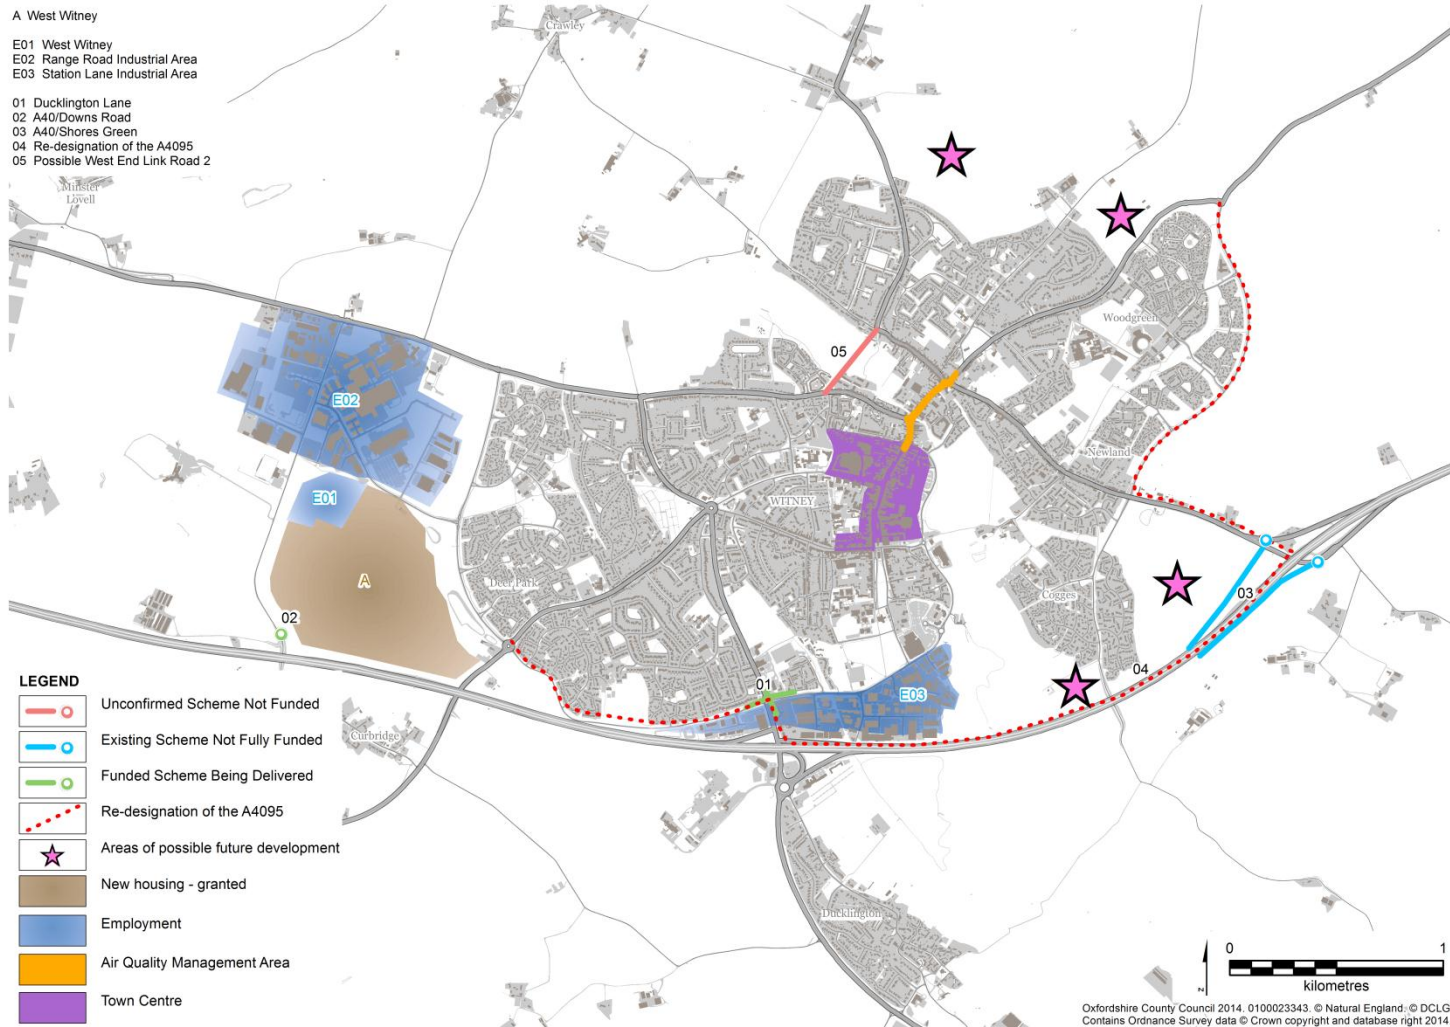 A West Witney
E01 West Witney
E02 Range Road Industrial Area
E03 Station Lane Industrial Area
01 Ducklington Lane
02 A40/Downs Road
03 A40/Shores Green
04 Re-designation of the A4095
05 Possible West End Link Road 2
Crawley
Minster
Lovell
Woodgreen
05
E02
Newland
E01
WITNEY
A
Deer Park
Cogges
03
02
04
01
E03
Curbridge
Ducklington
LEGEND
Unconfirmed Scheme Not Funded
Existing Scheme Not Fully Funded
Funded Scheme Being Delivered
Re-designation of the A4095
Areas of possible future development
New housing - granted
Employment
Air Quality Management Area
Town Centre
0 1
kilometres
N
Oxfordshire County Council 2014. 0100023343. © Natural England. © DCLG
Contains Ordnance Survey data © Crown copyright and database right 2014